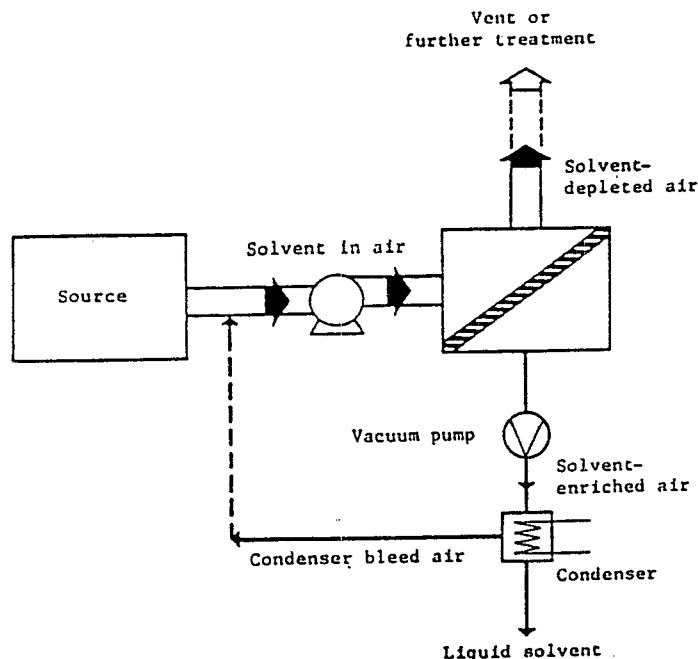 Vent or
further treatment
Solvent-
depleted air
Solvent in air
Source
Vacuum pump
Solvent-
enriched air
Condenser bleed air
Condenser
Liquid solvent